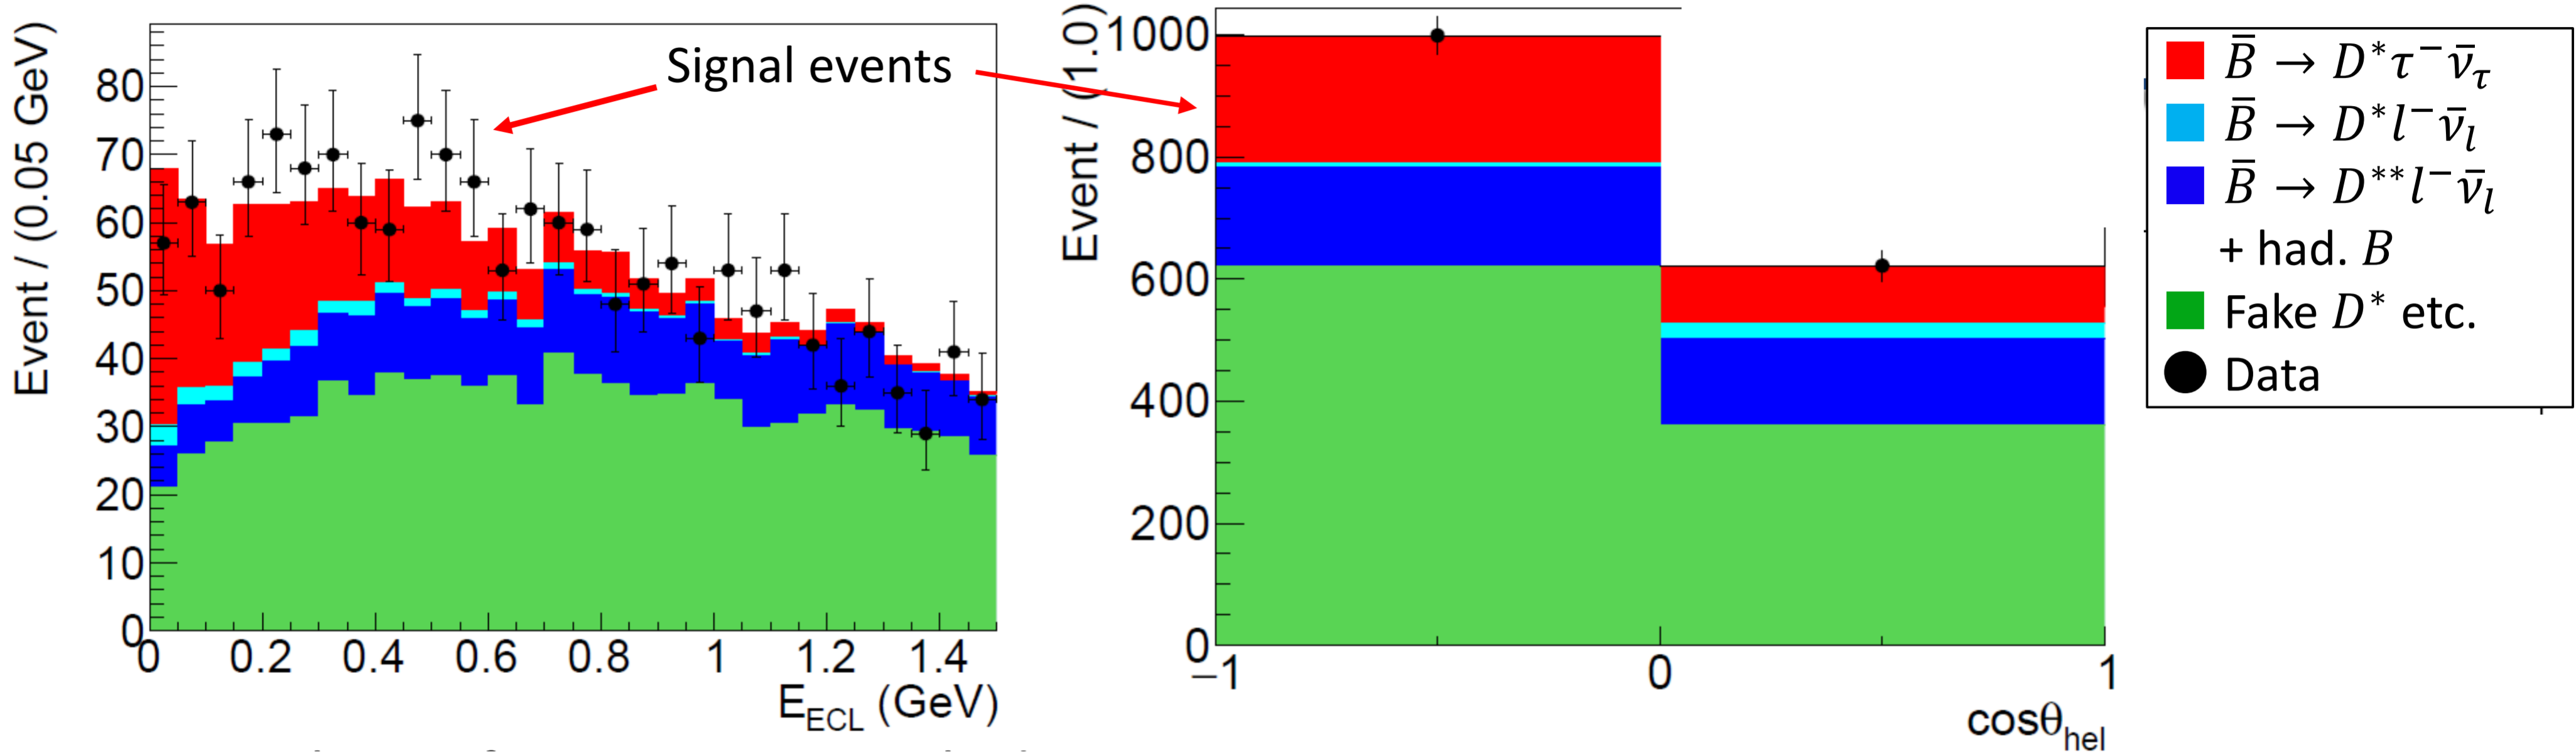 Event / (0.05 GeV)
80
70
60
50
40
30
20
10
0
0 0.2 0.4 0.6 0.8 1 1.2 1.4
E_ECL (GeV)
Signal events
Event / (1.0)
1000
800
600
400
200
0
−1 0 1
cosθ_hel
B̄ → D*τ⁻ν̄_τ
B̄ → D*l⁻ν̄_l
B̄ → D**l⁻ν̄_l
+ had. B
Fake D* etc.
Data